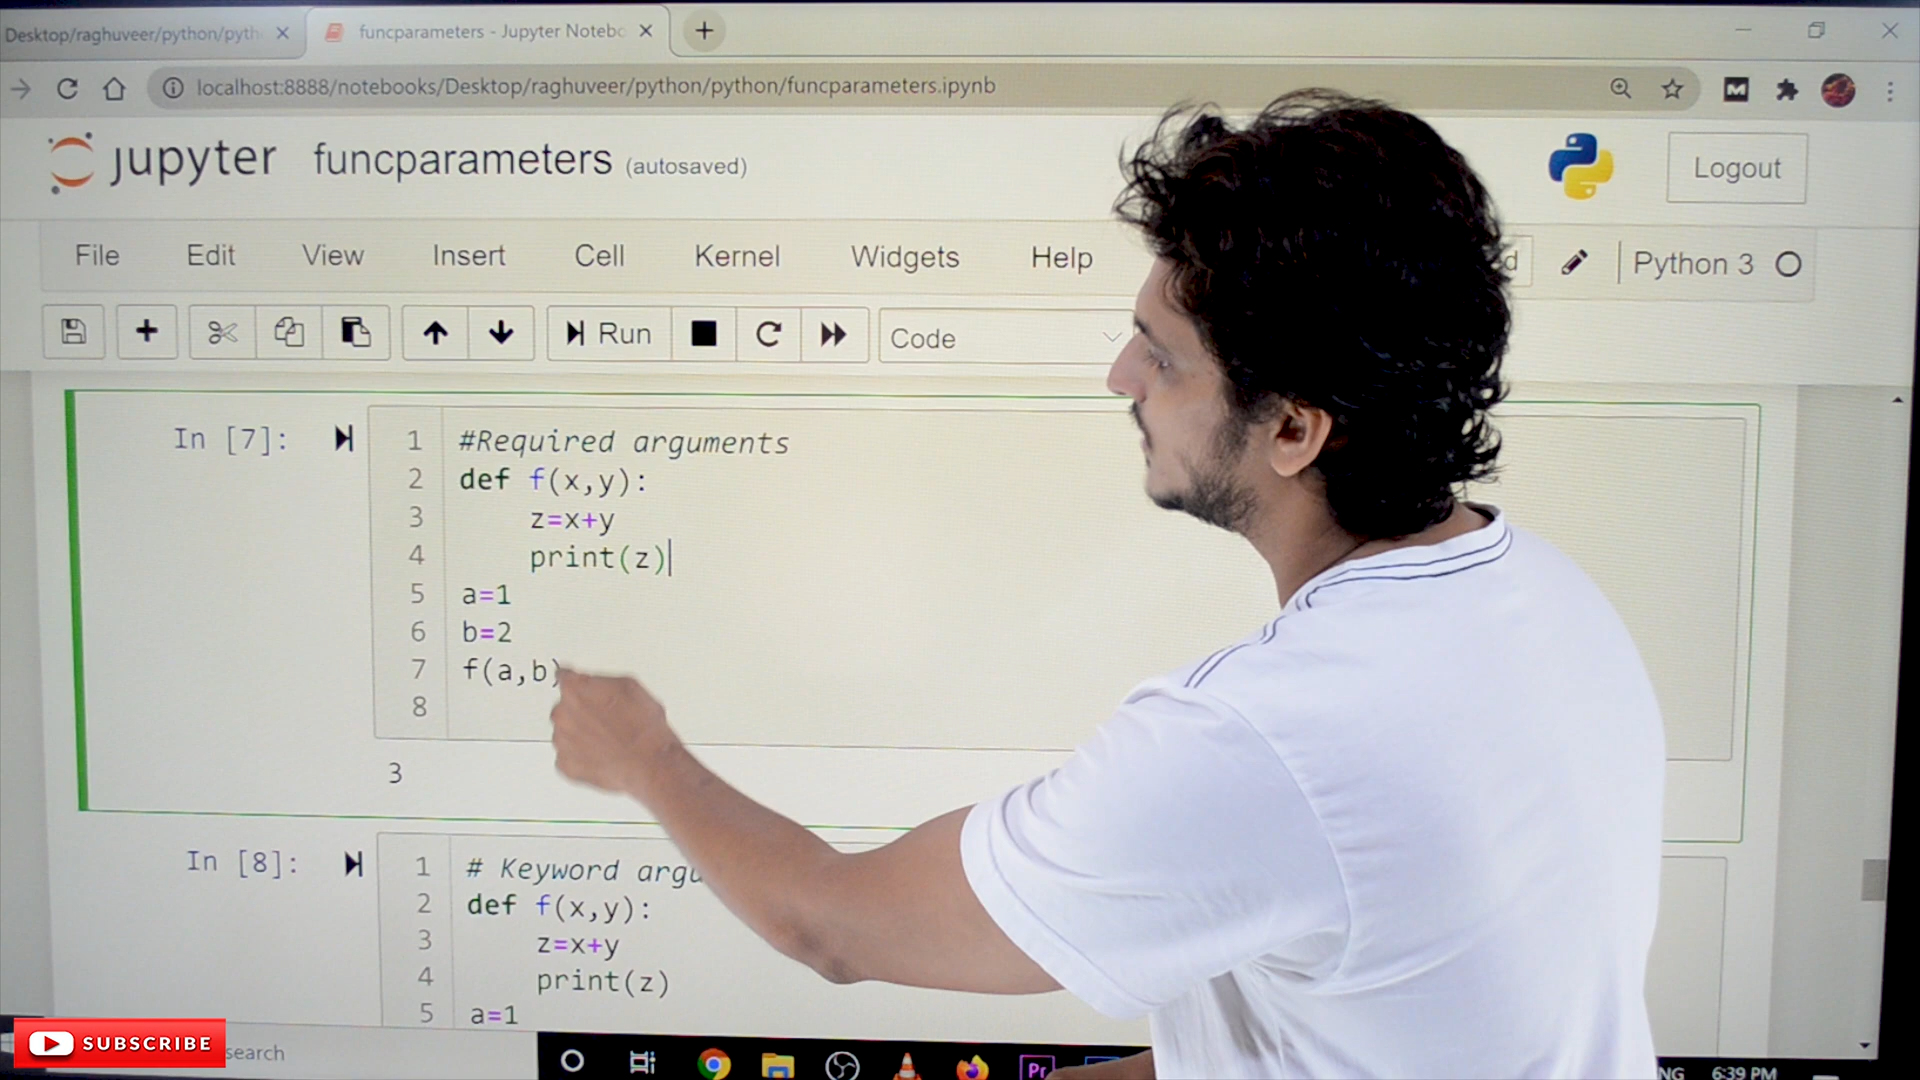 Desktop/raghuveer/python/pyth
funcparameters - Jupyter Notebo
localhost:8888/notebooks/Desktop/raghuveer/python/python/funcparameters.ipynb
jupyter funcparameters (autosaved)
Logout
File Edit View Insert Cell Kernel Widgets Help
d Python 3
Run
Code
In [7]:
1 #Required arguments
2 def f(x,y):
3 z=x+y
4 print(z)
5 a=1
6 b=2
7 f(a,b)
8
3
In [8]:
1 # Keyword argu
2 def f(x,y):
3 z=x+y
4 print(z)
5 a=1
SUBSCRIBE
search
Pr
NG 6:39 PM